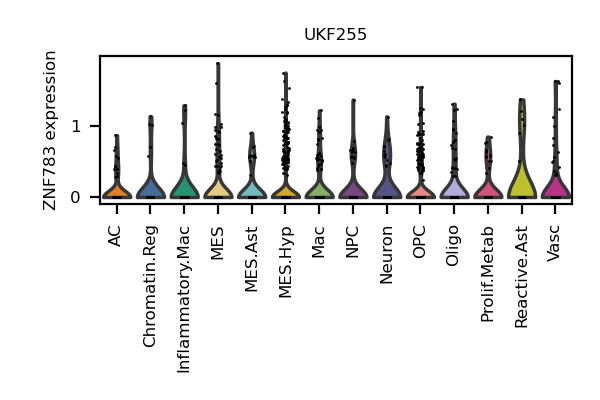 UKF255
ZNF783 expression
1
0
AC
Chromatin.Reg
Inflammatory.Mac
MES
MES.Ast
MES.Hyp
Mac
NPC
Neuron
OPC
Oligo
Prolif.Metab
Reactive.Ast
Vasc